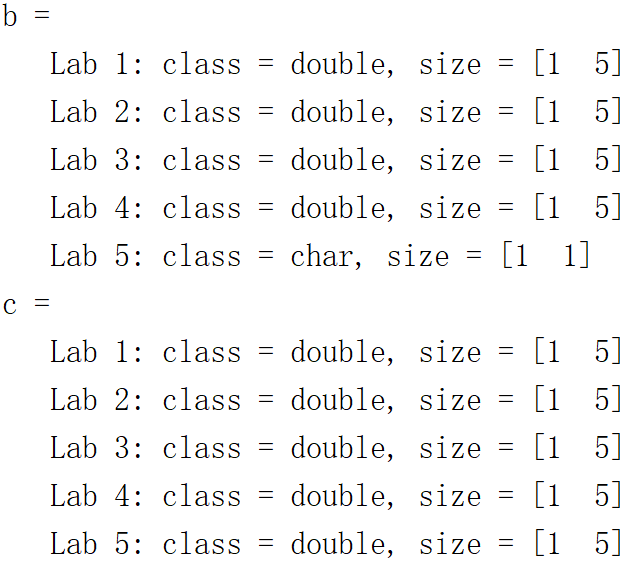 b =
Lab 1: class = double, size = [1  5]
Lab 2: class = double, size = [1  5]
Lab 3: class = double, size = [1  5]
Lab 4: class = double, size = [1  5]
Lab 5: class = char, size = [1  1]
c =
Lab 1: class = double, size = [1  5]
Lab 2: class = double, size = [1  5]
Lab 3: class = double, size = [1  5]
Lab 4: class = double, size = [1  5]
Lab 5: class = double, size = [1  5]